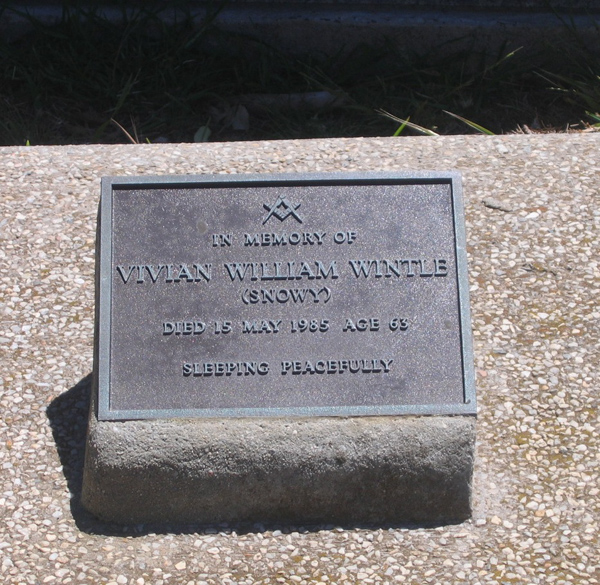 IN MEMORY OF
VIVIAN WILLIAM WINTLE
(SNOWY)
DIED 15 MAY 1985 AGE 63
SLEEPING PEACEFULLY